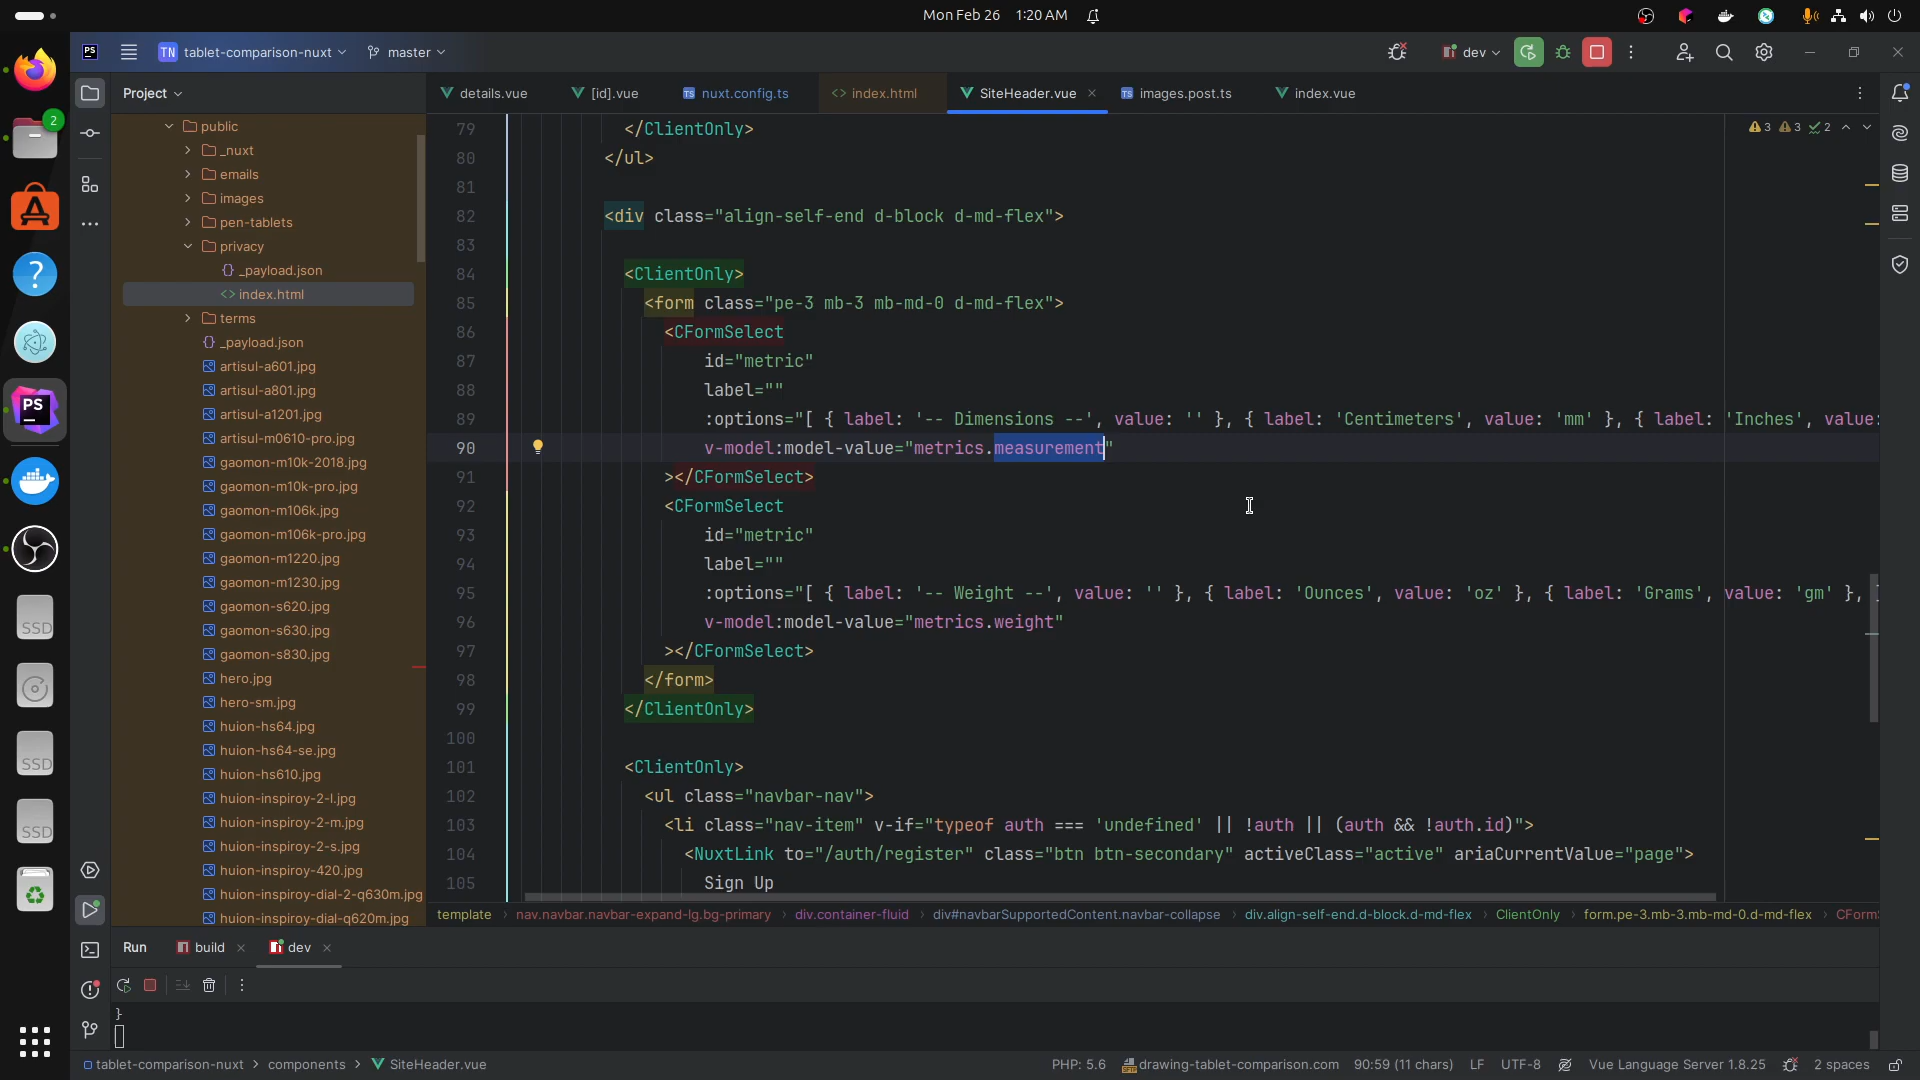 Mon Feb 26 1:20 AM
PS TN tablet-comparison-nuxt master dev
Project
details.vue [id].vue TS nuxt.config.ts <> index.html SiteHeader.vue × TS images.post.ts index.vue
2
public
_nuxt
emails
images
pen-tablets
privacy
{} _payload.json
<> index.html
terms
{} _payload.json
artisul-a601.jpg
artisul-a801.jpg
artisul-a1201.jpg
artisul-m0610-pro.jpg
gaomon-m10k-2018.jpg
gaomon-m10k-pro.jpg
gaomon-m106k.jpg
gaomon-m106k-pro.jpg
gaomon-m1220.jpg
gaomon-m1230.jpg
gaomon-s620.jpg
gaomon-s630.jpg
gaomon-s830.jpg
hero.jpg
hero-sm.jpg
huion-hs64.jpg
huion-hs64-se.jpg
huion-hs610.jpg
huion-inspiroy-2-l.jpg
huion-inspiroy-2-m.jpg
huion-inspiroy-2-s.jpg
huion-inspiroy-420.jpg
huion-inspiroy-dial-2-q630m.jpg
huion-inspiroy-dial-q620m.jpg
PS
SSD
SSD
SSD
3 3 2
79 </ClientOnly>
80 </ul>
81
82 <div class="align-self-end d-block d-md-flex">
83
84 <ClientOnly>
85 <form class="pe-3 mb-3 mb-md-0 d-md-flex">
86 <CFormSelect
87 id="metric"
88 label=""
89 :options="[ { label: '-- Dimensions --', value: '' }, { label: 'Centimeters', value: 'mm' }, { label: 'Inches', value:
90 v-model:model-value="metrics.measurement"
91 ></CFormSelect>
92 <CFormSelect
93 id="metric"
94 label=""
95 :options="[ { label: '-- Weight --', value: '' }, { label: 'Ounces', value: 'oz' }, { label: 'Grams', value: 'gm' }, ]
96 v-model:model-value="metrics.weight"
97 ></CFormSelect>
98 </form>
99 </ClientOnly>
100
101 <ClientOnly>
102 <ul class="navbar-nav">
103 <li class="nav-item" v-if="typeof auth === 'undefined' || !auth || (auth && !auth.id)">
104 <NuxtLink to="/auth/register" class="btn btn-secondary" activeClass="active" ariaCurrentValue="page">
105 Sign Up
template > nav.navbar.navbar-expand-lg.bg-primary > div.container-fluid > div#navbarSupportedContent.navbar-collapse > div.align-self-end.d-block.d-md-flex > ClientOnly > form.pe-3.mb-3.mb-md-0.d-md-flex > CForm
Run build × dev ×
}
tablet-comparison-nuxt > components > SiteHeader.vue PHP: 5.6 drawing-tablet-comparison.com 90:59 (11 chars) LF UTF-8 Vue Language Server 1.8.25 2 spaces